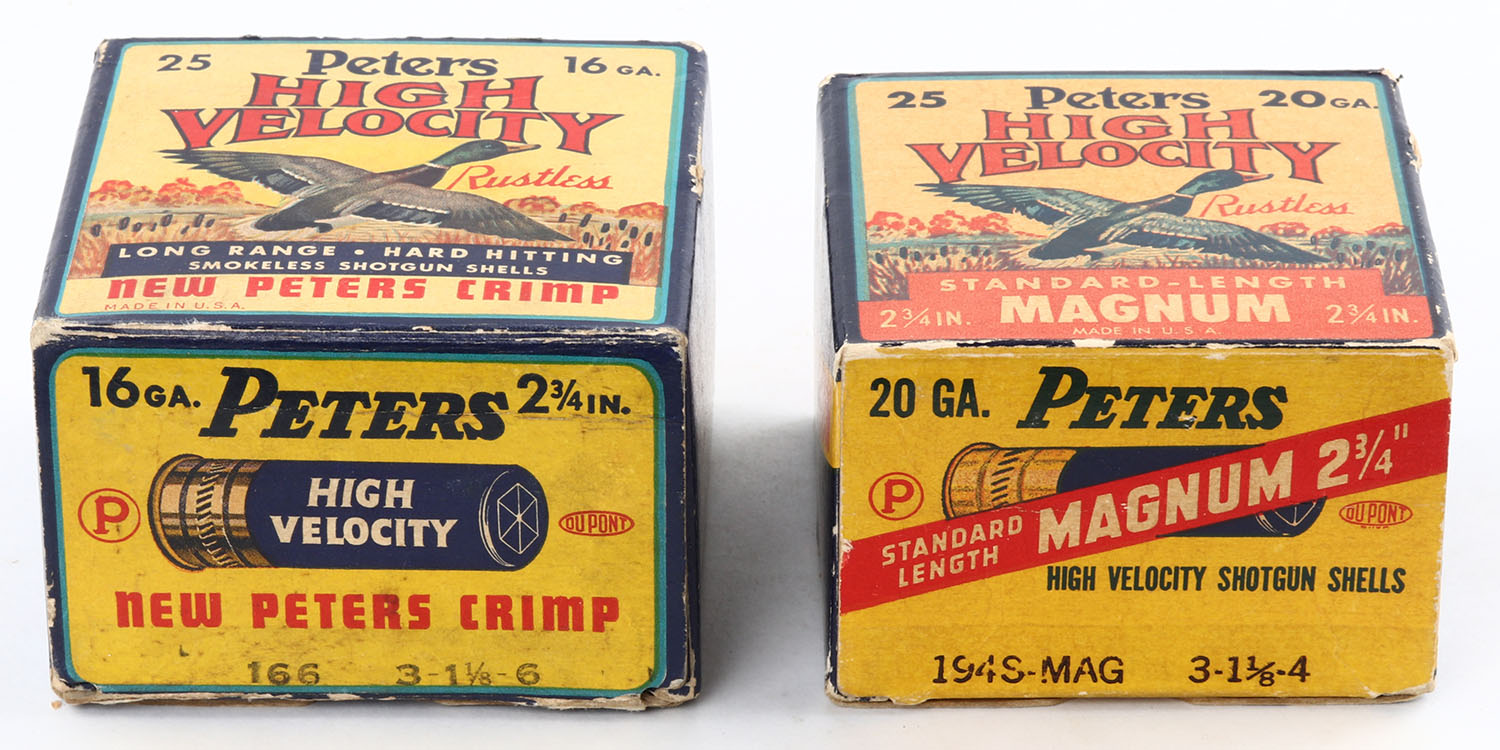 25 Peters 16 GA.
HIGH
VELOCITY
Rustless
LONG RANGE • HARD HITTING
SMOKELESS SHOTGUN SHELLS
NEW PETERS CRIMP
MADE IN U.S.A.
16 GA. PETERS 2¾ IN.
P
HIGH
VELOCITY
DU PONT
NEW PETERS CRIMP
166 3-1⅛-6
25 Peters 20 GA.
HIGH
VELOCITY
Rustless
STANDARD-LENGTH
2¾ IN. MAGNUM 2¾ IN.
MADE IN U.S.A.
20 GA. PETERS
P
STANDARD
LENGTH
MAGNUM 2¾"
DU PONT
HIGH VELOCITY SHOTGUN SHELLS
194S-MAG 3-1⅛-4